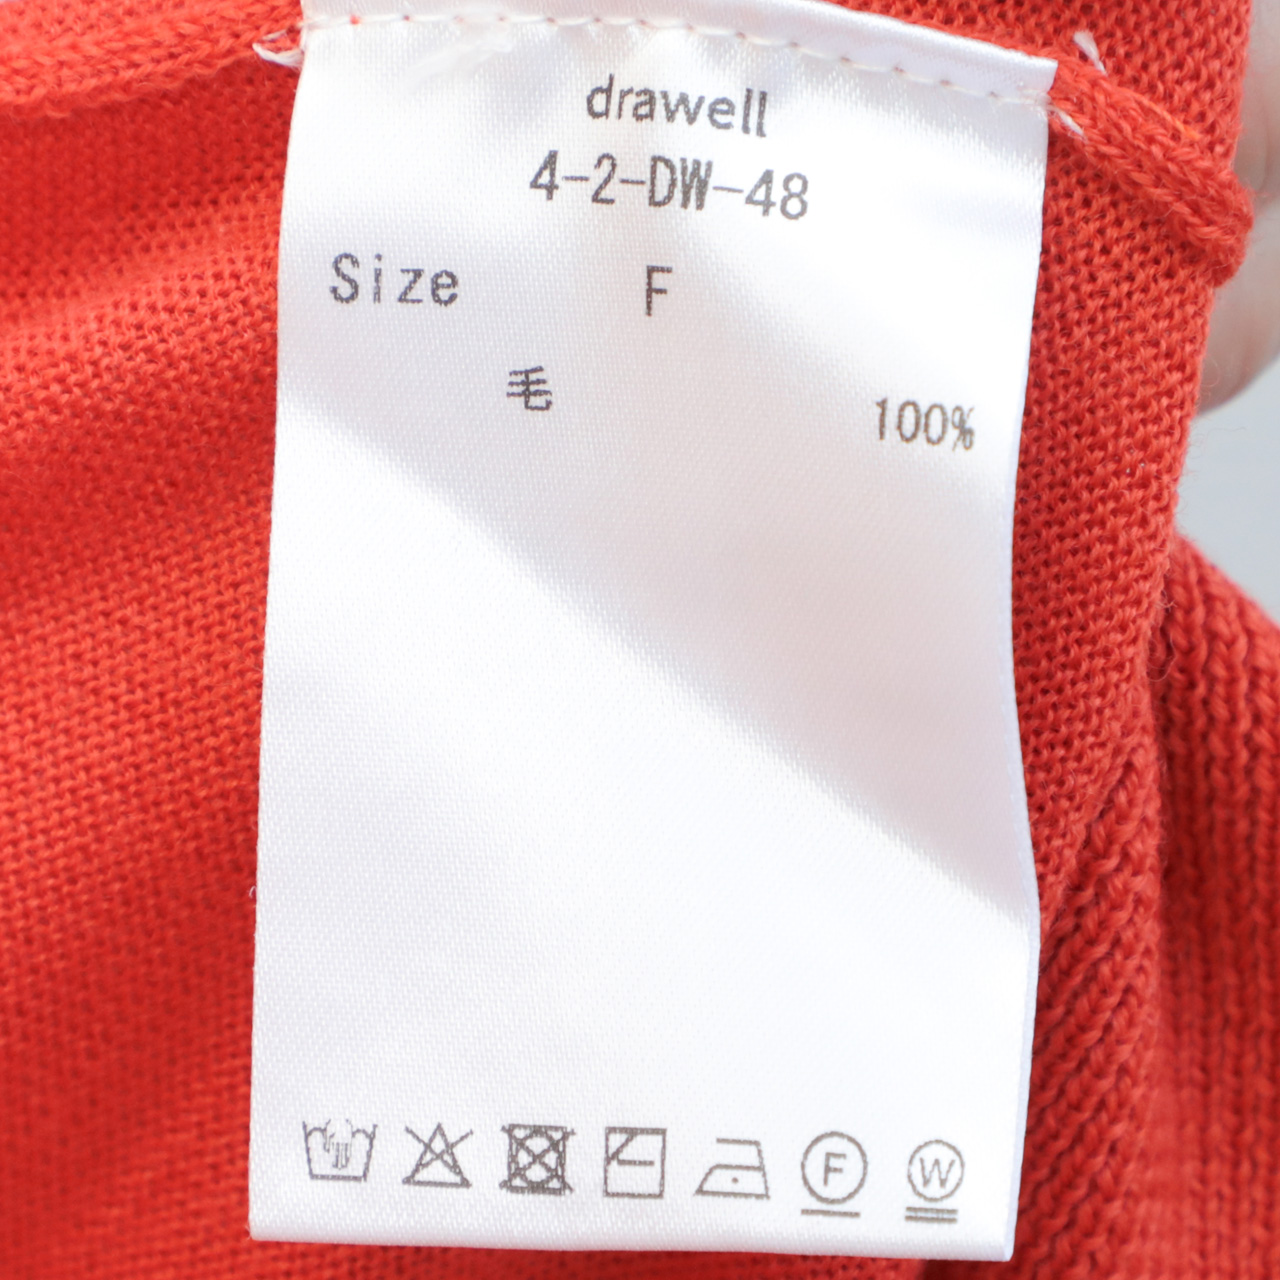 drawell
4-2-DW-48
Size F
毛 100%
F W